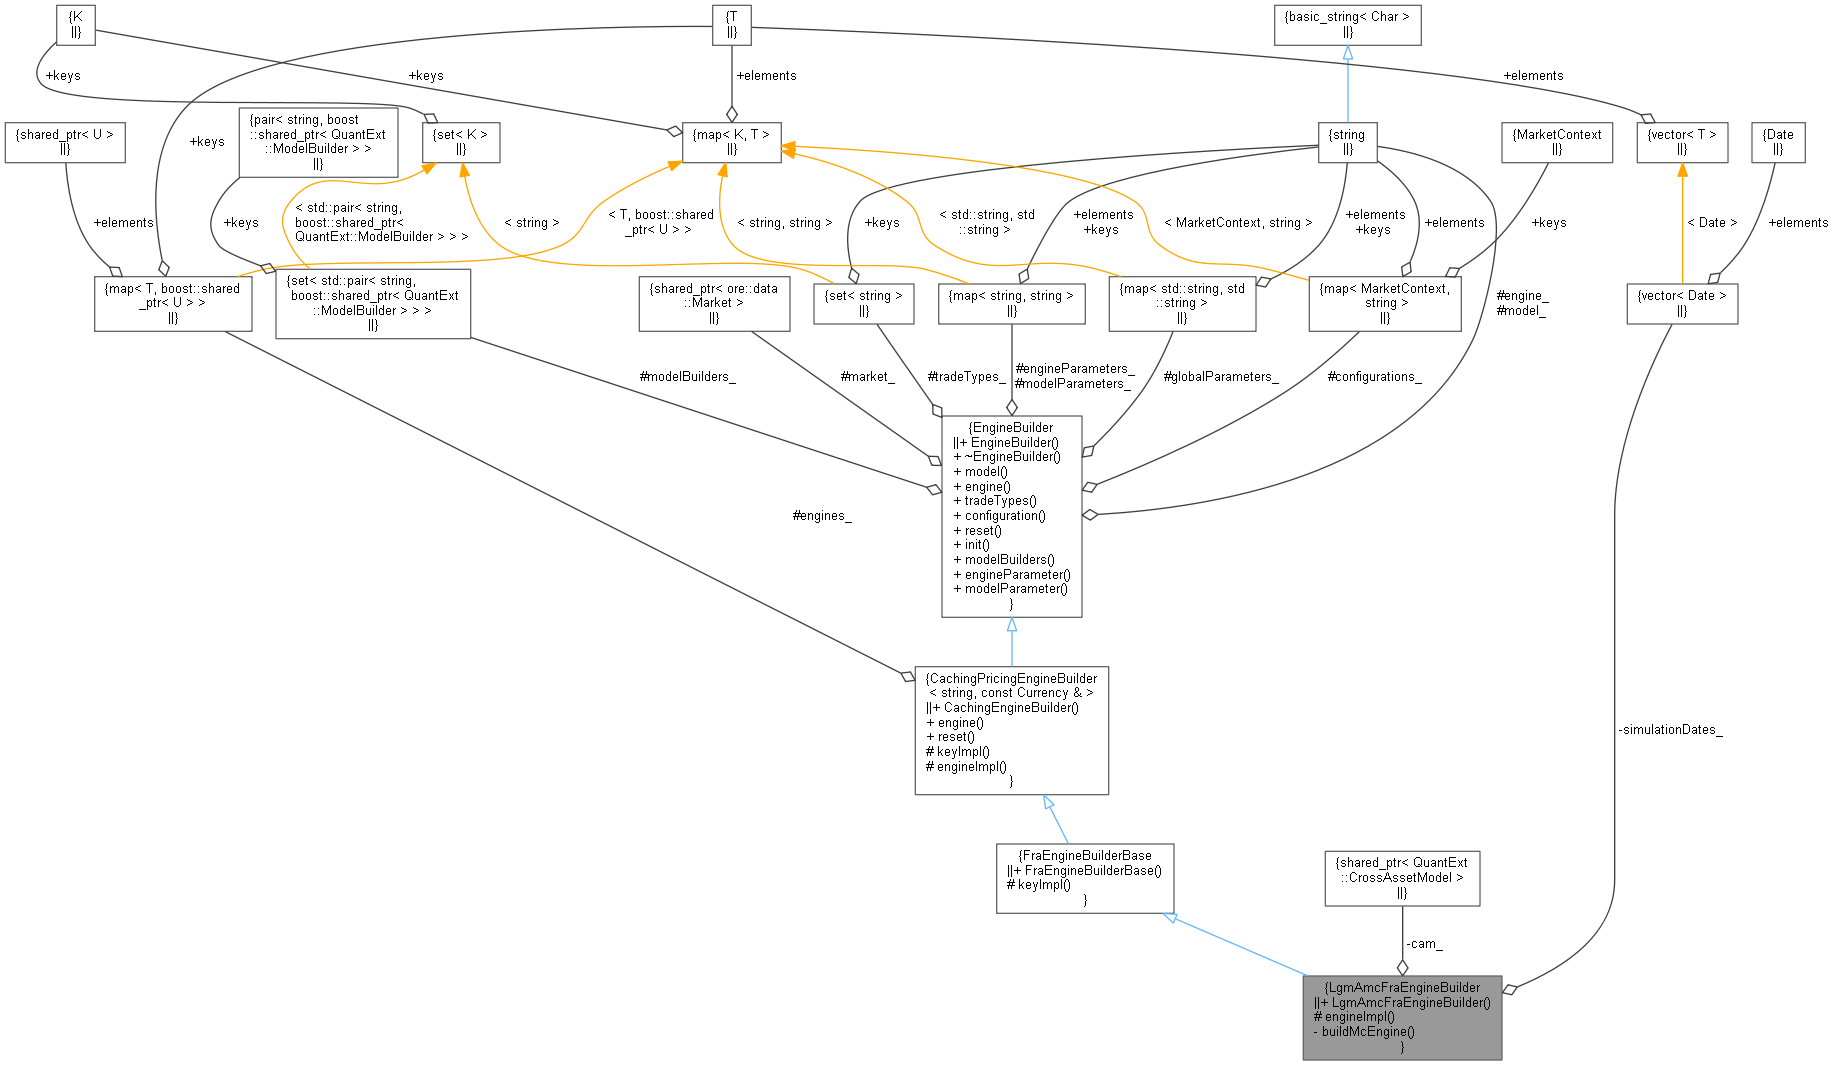 {K
||}
{T
||}
{basic_string< Char >
||}
+keys
+keys
+elements
+elements
{shared_ptr< U >
||}
{pair< string, boost
::shared_ptr< QuantExt
::ModelBuilder > >
||}
+keys
{set< K >
||}
{map< K, T >
||}
{string
||}
{MarketContext
||}
{vector< T >
||}
{Date
||}
+elements
+keys
< std::pair< string,
boost::shared_ptr<
QuantExt::ModelBuilder > > >
< string >
< T, boost::shared
_ptr< U > >
< string, string >
+keys
< std::string, std
::string >
+elements
+keys
< MarketContext, string >
+elements
+keys
+elements
+keys
< Date >
+elements
{map< T, boost::shared
_ptr< U > >
||}
{set< std::pair< string,
boost::shared_ptr< QuantExt
::ModelBuilder > > >
||}
{shared_ptr< ore::data
::Market >
||}
{set< string >
||}
{map< string, string >
||}
{map< std::string, std
::string >
||}
{map< MarketContext,
string >
||}
#engine_
#model_
{vector< Date >
||}
#modelBuilders_
#market_
#tradeTypes_
#engineParameters_
#modelParameters_
#globalParameters_
#configurations_
{EngineBuilder
||+ EngineBuilder()
+ ~EngineBuilder()
+ model()
+ engine()
+ tradeTypes()
+ configuration()
+ reset()
+ init()
+ modelBuilders()
+ engineParameter()
+ modelParameter()
}
#engines_
{CachingPricingEngineBuilder
< string, const Currency & >
||+ CachingEngineBuilder()
+ engine()
+ reset()
# keyImpl()
# engineImpl()
}
-simulationDates_
{FraEngineBuilderBase
||+ FraEngineBuilderBase()
# keyImpl()
}
{shared_ptr< QuantExt
::CrossAssetModel >
||}
-cam_
{LgmAmcFraEngineBuilder
||+ LgmAmcFraEngineBuilder()
# engineImpl()
- buildMcEngine()
}